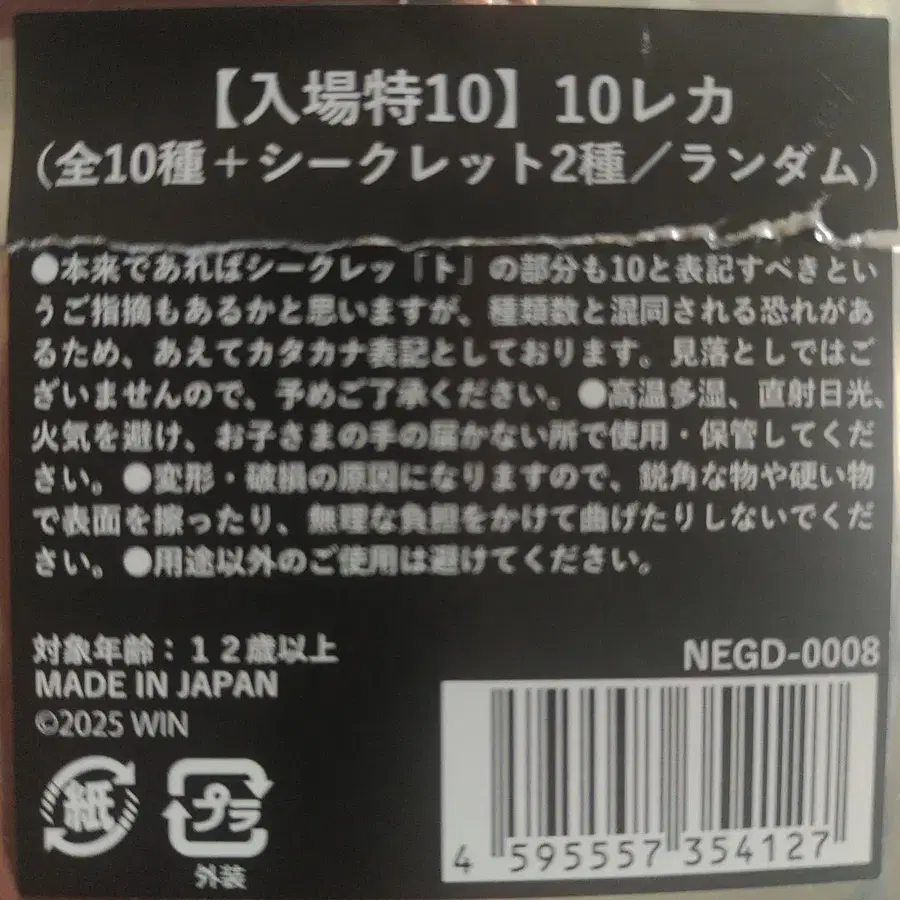 【入場特10】10レカ
（全10種＋シークレット2種／ランダム）
●本来であればシークレッ「ト」の部分も10と表記すべきとい
うご指摘もあるかと思いますが、種類数と混同される恐れがあ
るため、あえてカタカナ表記としております。見落としではご
ざいませんので、予めご了承ください。●高温多湿、直射日光、
火気を避け、お子さまの手の届かない所で使用・保管してくだ
さい。●変形・破損の原因になりますので、鋭角な物や硬い物
で表面を擦ったり、無理な負担をかけて曲げたりしないでくだ
さい。●用途以外のご使用は避けてください。
対象年齢：１２歳以上
MADE IN JAPAN
©2025 WIN
NEGD-0008
紙
プラ
外装
4 595557 354127